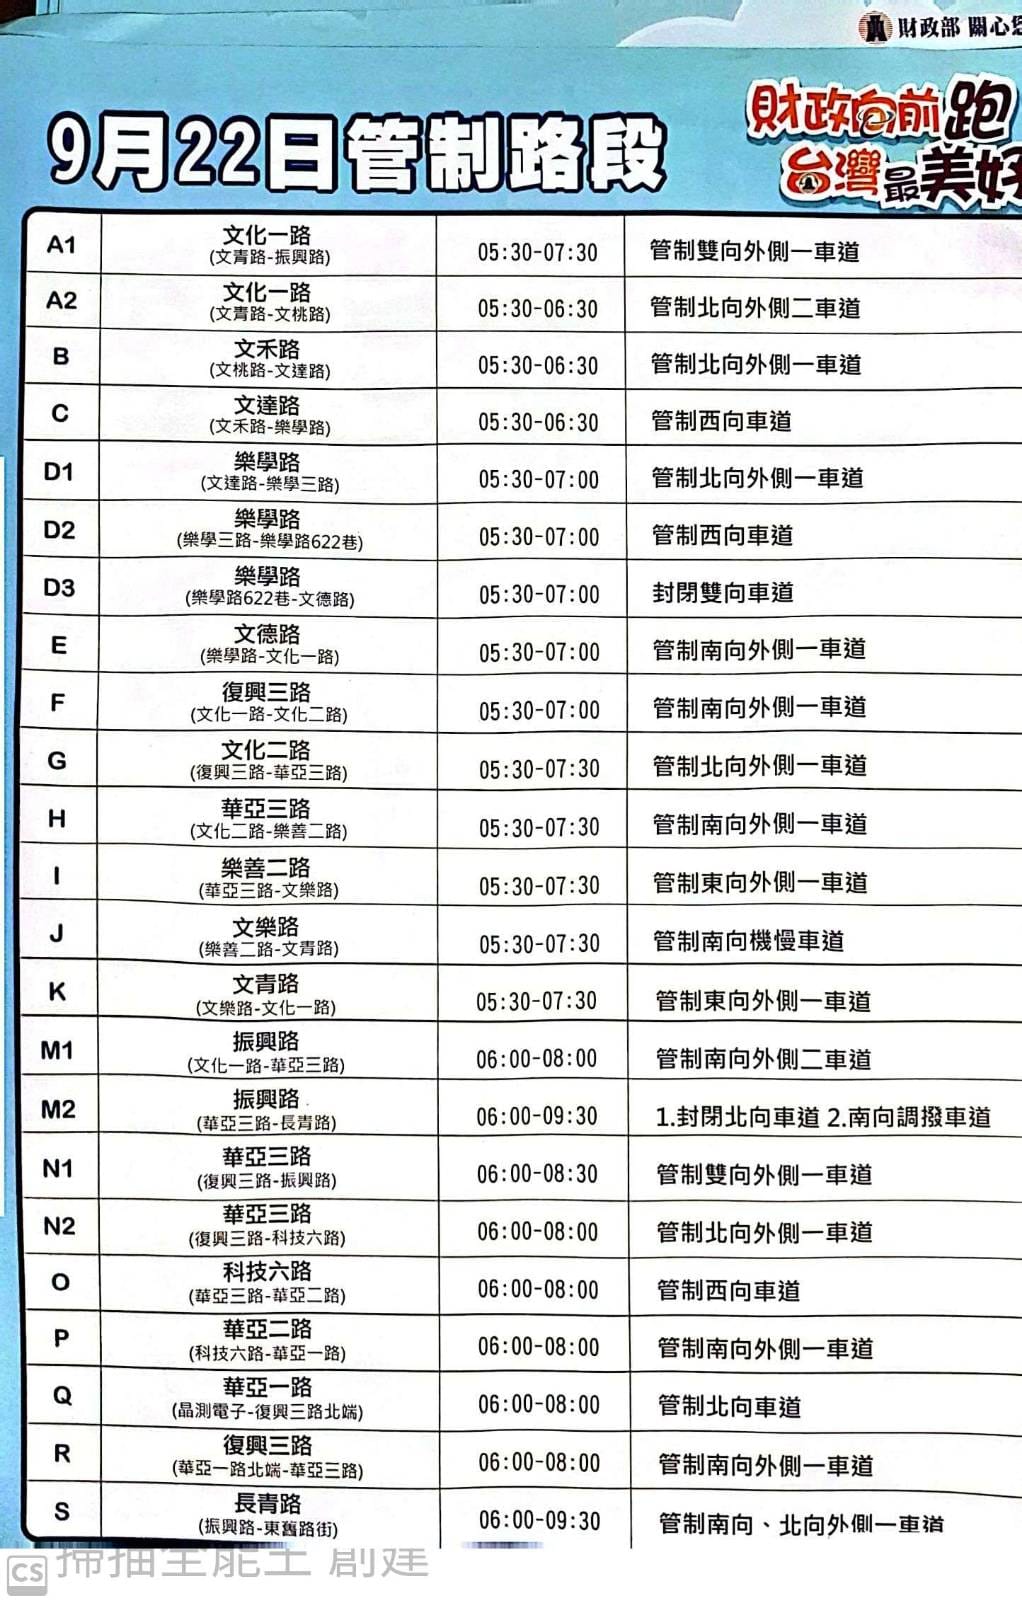 財政部 關心您
財政向前跑
台灣最美好
9月22日管制路段
A1 文化一路 05:30-07:30 管制雙向外側一車道
(文青路-振興路)
A2 文化一路 05:30-06:30 管制北向外側二車道
(文青路-文桃路)
B 文禾路 05:30-06:30 管制北向外側一車道
(文桃路-文達路)
C 文達路 05:30-06:30 管制西向車道
(文禾路-樂學路)
D1 樂學路 05:30-07:00 管制北向外側一車道
(文達路-樂學三路)
D2 樂學路 05:30-07:00 管制西向車道
(樂學三路-樂學路622巷)
D3 樂學路 05:30-07:00 封閉雙向車道
(樂學路622巷-文德路)
E 文德路 05:30-07:00 管制南向外側一車道
(樂學路-文化一路)
F 復興三路 05:30-07:00 管制南向外側一車道
(文化一路-文化二路)
G 文化二路 05:30-07:30 管制北向外側一車道
(復興三路-華亞三路)
H 華亞三路 05:30-07:30 管制南向外側一車道
(文化二路-樂善二路)
I 樂善二路 05:30-07:30 管制東向外側一車道
(華亞三路-文樂路)
J 文樂路 05:30-07:30 管制南向機慢車道
(樂善二路-文青路)
K 文青路 05:30-07:30 管制東向外側一車道
(文樂路-文化一路)
M1 振興路 06:00-08:00 管制南向外側二車道
(文化一路-華亞三路)
M2 振興路 06:00-09:30 1.封閉北向車道 2.南向調撥車道
(華亞三路-長青路)
N1 華亞三路 06:00-08:30 管制雙向外側一車道
(復興三路-振興路)
N2 華亞三路 06:00-08:00 管制北向外側一車道
(復興三路-科技六路)
O 科技六路 06:00-08:00 管制西向車道
(華亞三路-華亞二路)
P 華亞二路 06:00-08:00 管制南向外側一車道
(科技六路-華亞一路)
Q 華亞一路 06:00-08:00 管制北向車道
(晶測電子-復興三路北端)
R 復興三路 06:00-08:00 管制南向外側一車道
(華亞一路北端-華亞三路)
S 長青路 06:00-09:30 管制南向、北向外側一車道
(振興路-東舊路街)
CS 掃描全能王 創建